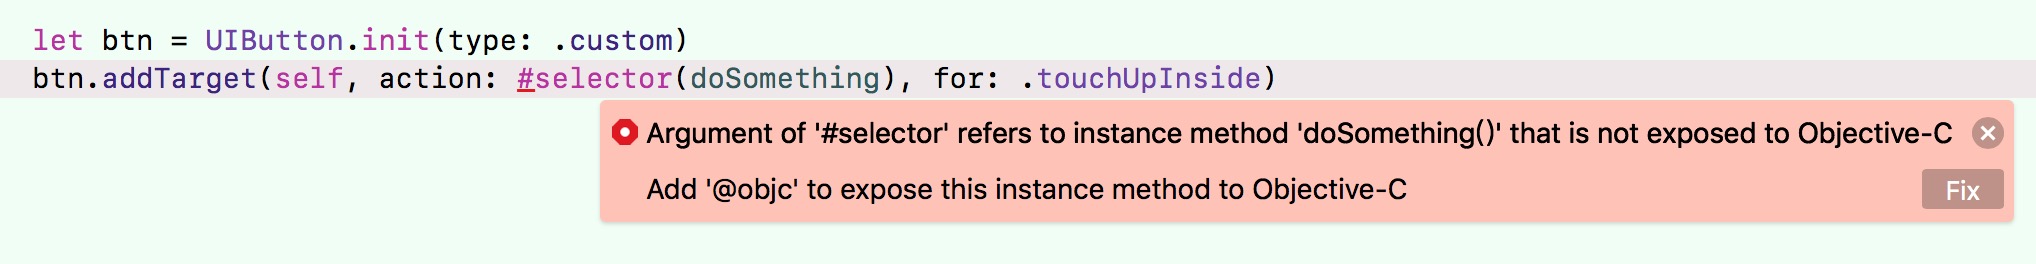 let btn = UIButton.init(type: .custom)
btn.addTarget(self, action: #selector(doSomething), for: .touchUpInside)
Argument of '#selector' refers to instance method 'doSomething()' that is not exposed to Objective-C
Add '@objc' to expose this instance method to Objective-C
Fix